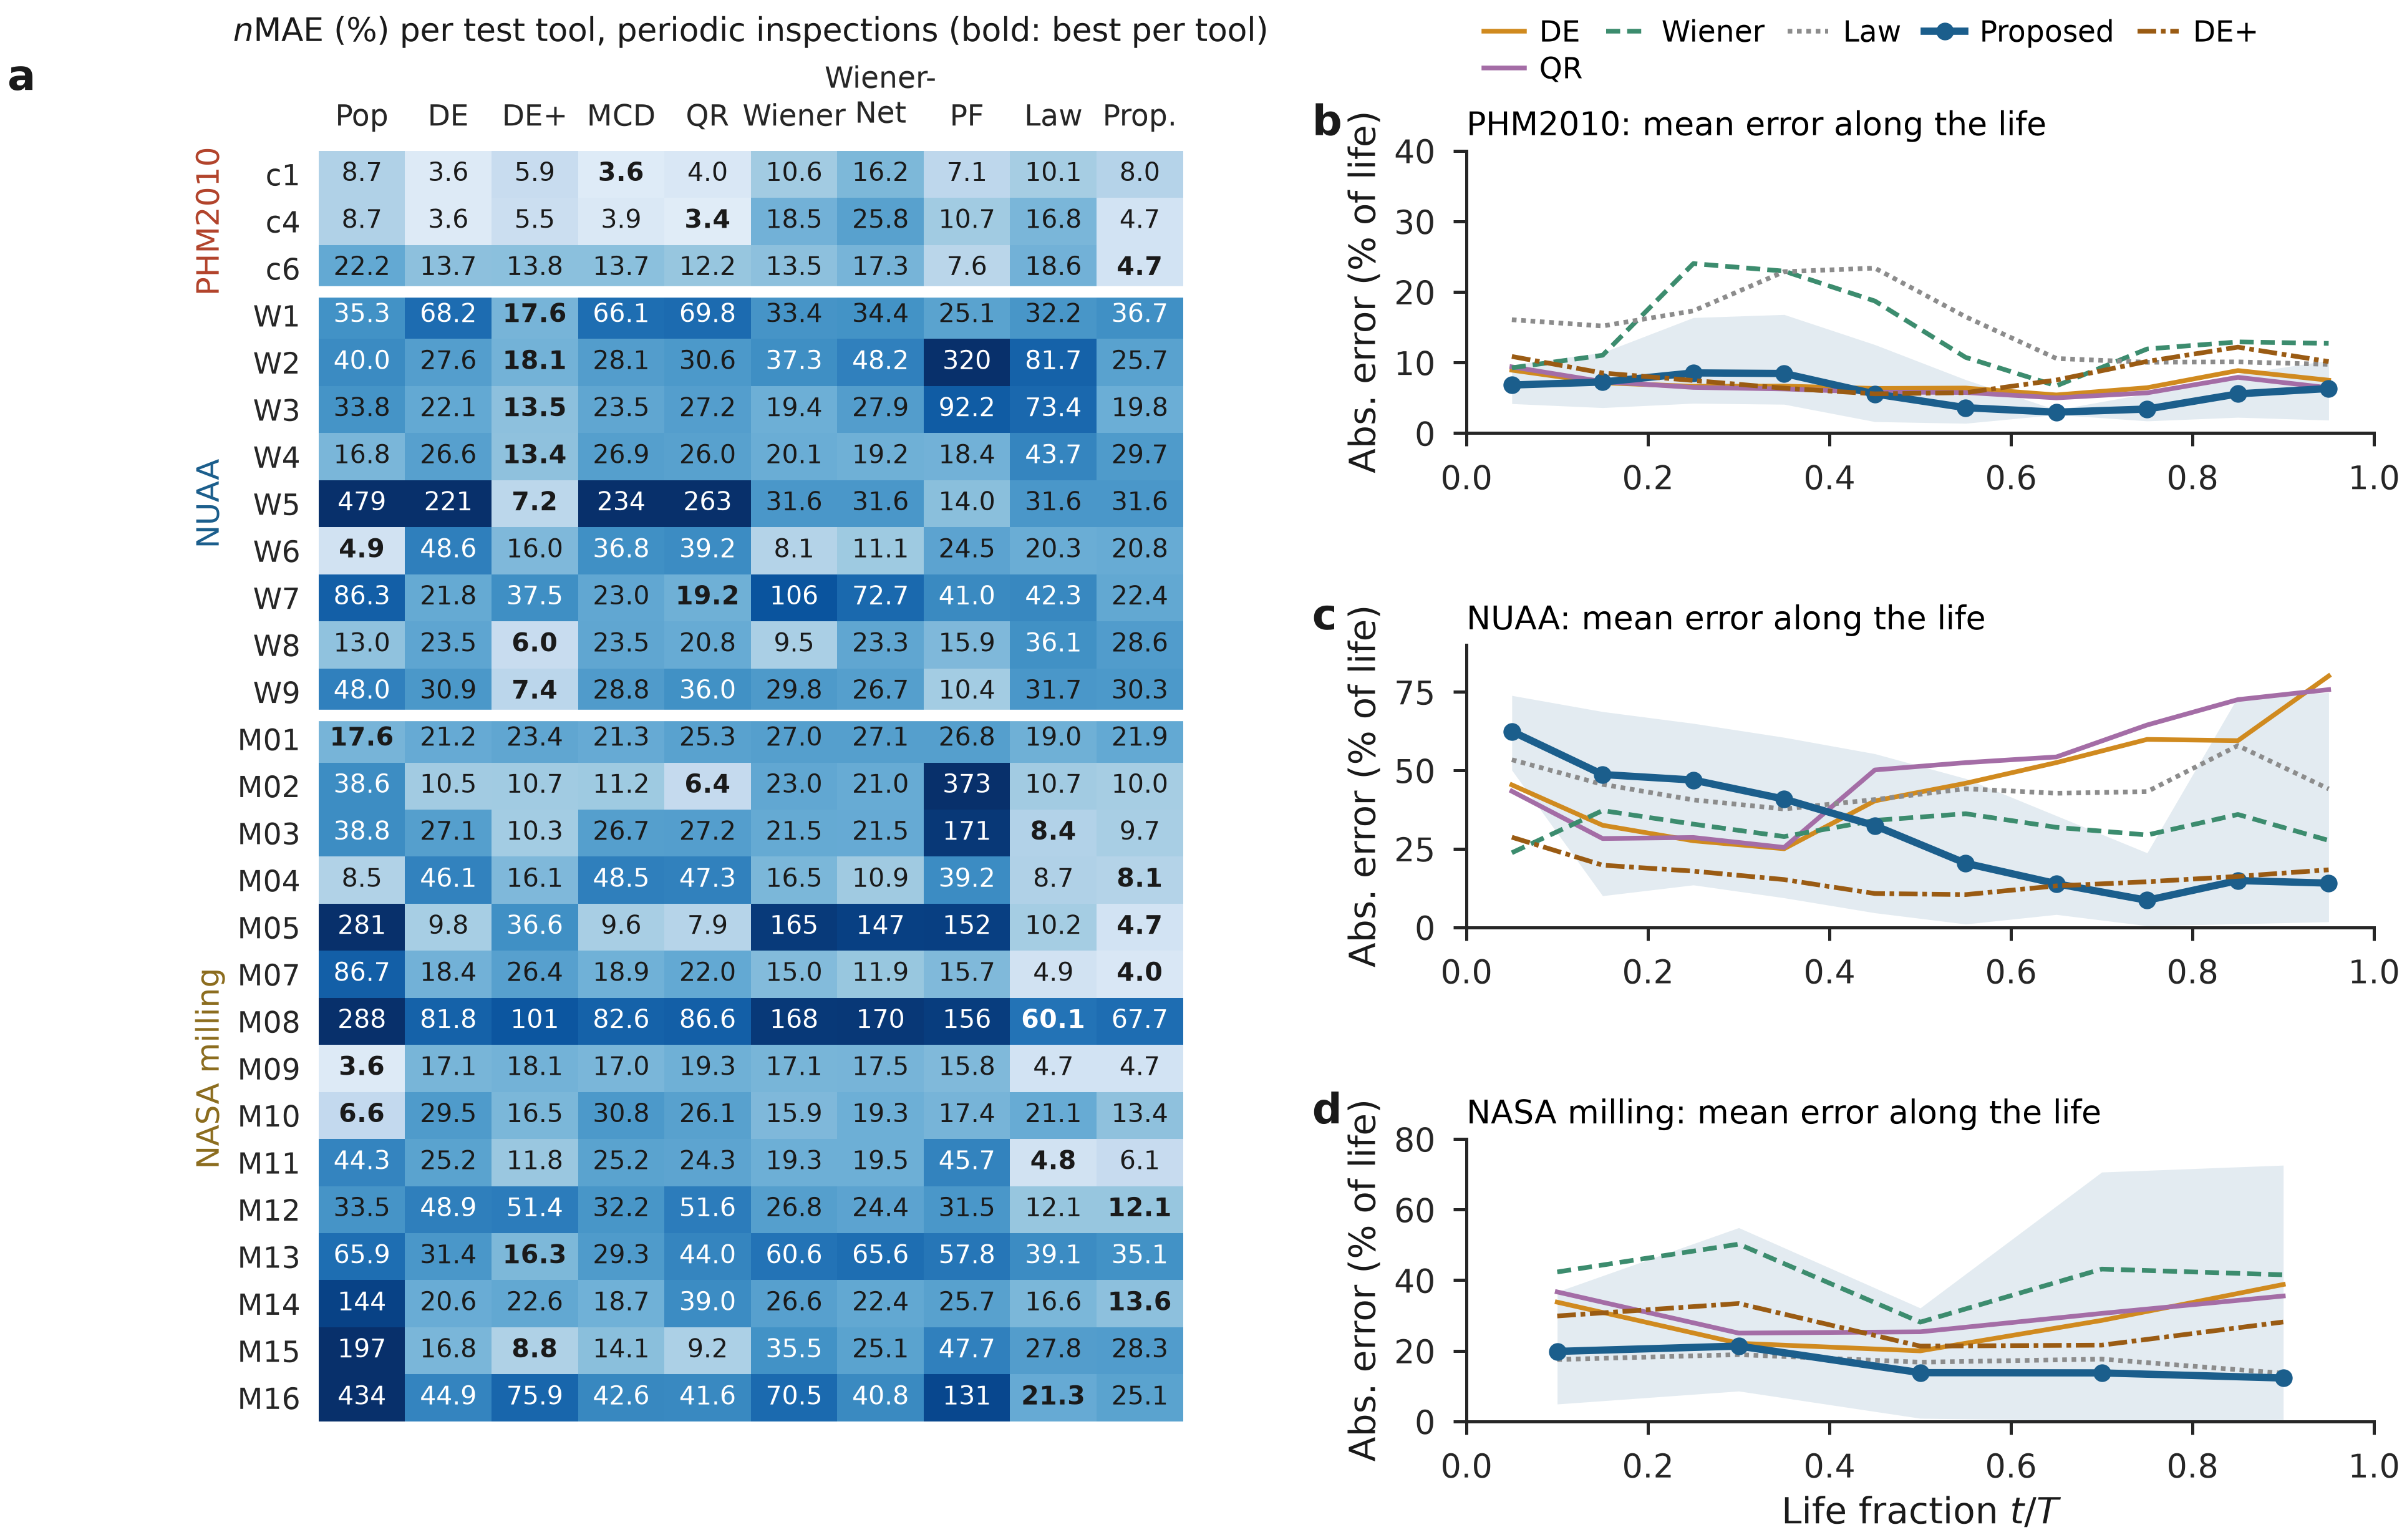 nMAE (%) per test tool, periodic inspections (bold: best per tool)
a
Wiener-
Pop DE DE+ MCD QR Wiener Net PF Law Prop.
PHM2010
c1 8.7 3.6 5.9 3.6 4.0 10.6 16.2 7.1 10.1 8.0
c4 8.7 3.6 5.5 3.9 3.4 18.5 25.8 10.7 16.8 4.7
c6 22.2 13.7 13.8 13.7 12.2 13.5 17.3 7.6 18.6 4.7
NUAA
W1 35.3 68.2 17.6 66.1 69.8 33.4 34.4 25.1 32.2 36.7
W2 40.0 27.6 18.1 28.1 30.6 37.3 48.2 320 81.7 25.7
W3 33.8 22.1 13.5 23.5 27.2 19.4 27.9 92.2 73.4 19.8
W4 16.8 26.6 13.4 26.9 26.0 20.1 19.2 18.4 43.7 29.7
W5 479 221 7.2 234 263 31.6 31.6 14.0 31.6 31.6
W6 4.9 48.6 16.0 36.8 39.2 8.1 11.1 24.5 20.3 20.8
W7 86.3 21.8 37.5 23.0 19.2 106 72.7 41.0 42.3 22.4
W8 13.0 23.5 6.0 23.5 20.8 9.5 23.3 15.9 36.1 28.6
W9 48.0 30.9 7.4 28.8 36.0 29.8 26.7 10.4 31.7 30.3
NASA milling
M01 17.6 21.2 23.4 21.3 25.3 27.0 27.1 26.8 19.0 21.9
M02 38.6 10.5 10.7 11.2 6.4 23.0 21.0 373 10.7 10.0
M03 38.8 27.1 10.3 26.7 27.2 21.5 21.5 171 8.4 9.7
M04 8.5 46.1 16.1 48.5 47.3 16.5 10.9 39.2 8.7 8.1
M05 281 9.8 36.6 9.6 7.9 165 147 152 10.2 4.7
M07 86.7 18.4 26.4 18.9 22.0 15.0 11.9 15.7 4.9 4.0
M08 288 81.8 101 82.6 86.6 168 170 156 60.1 67.7
M09 3.6 17.1 18.1 17.0 19.3 17.1 17.5 15.8 4.7 4.7
M10 6.6 29.5 16.5 30.8 26.1 15.9 19.3 17.4 21.1 13.4
M11 44.3 25.2 11.8 25.2 24.3 19.3 19.5 45.7 4.8 6.1
M12 33.5 48.9 51.4 32.2 51.6 26.8 24.4 31.5 12.1 12.1
M13 65.9 31.4 16.3 29.3 44.0 60.6 65.6 57.8 39.1 35.1
M14 144 20.6 22.6 18.7 39.0 26.6 22.4 25.7 16.6 13.6
M15 197 16.8 8.8 14.1 9.2 35.5 25.1 47.7 27.8 28.3
M16 434 44.9 75.9 42.6 41.6 70.5 40.8 131 21.3 25.1
DE Wiener Law Proposed DE+
QR
b PHM2010: mean error along the life
Abs. error (% of life)
40
30
20
10
0
0.0 0.2 0.4 0.6 0.8 1.0
c NUAA: mean error along the life
Abs. error (% of life)
75
50
25
0
0.0 0.2 0.4 0.6 0.8 1.0
d NASA milling: mean error along the life
Abs. error (% of life)
80
60
40
20
0
0.0 0.2 0.4 0.6 0.8 1.0
Life fraction t/T